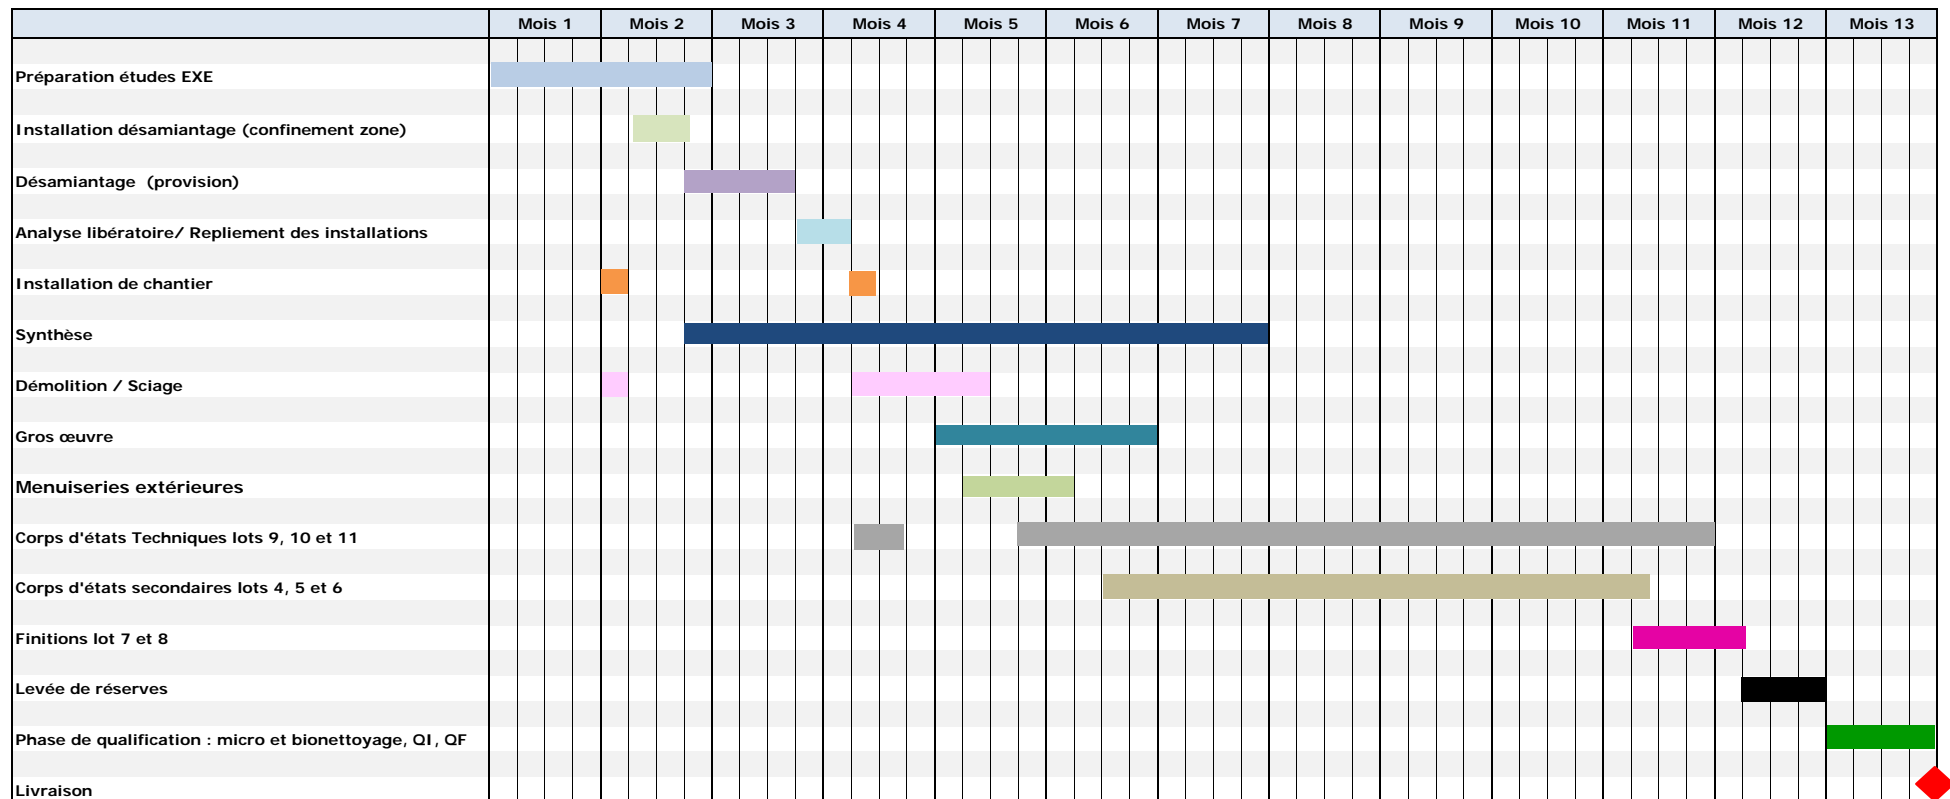 Mois 1 Mois 2 Mois 3 Mois 4 Mois 5 Mois 6 Mois 7 Mois 8 Mois 9 Mois 10 Mois 11 Mois 12 Mois 13
Préparation études EXE
Installation désamiantage (confinement zone)
Désamiantage (provision)
Analyse libératoire/ Repliement des installations
Installation de chantier
Synthèse
Démolition / Sciage
Gros œuvre
Menuiseries extérieures
Corps d'états Techniques lots 9, 10 et 11
Corps d'états secondaires lots 4, 5 et 6
Finitions lot 7 et 8
Levée de réserves
Phase de qualification : micro et bionettoyage, QI, QF
Livraison